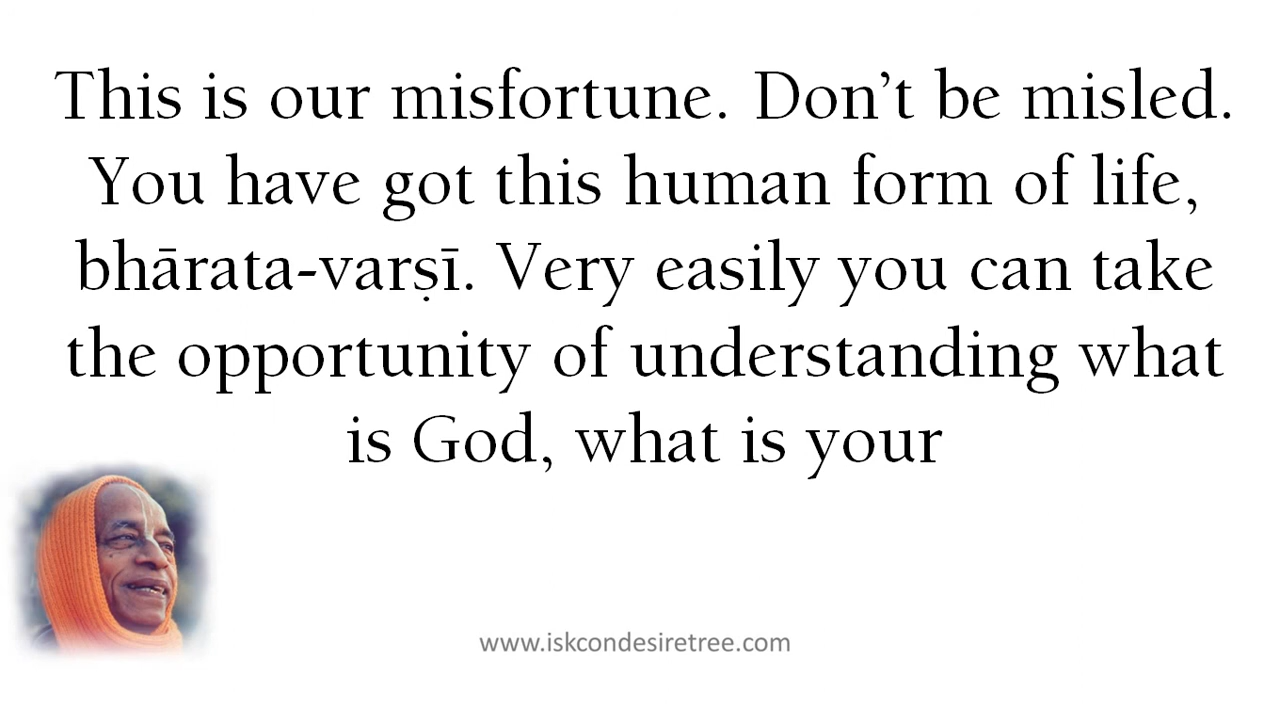 This is our misfortune. Don’t be misled.
You have got this human form of life,
bhārata-varṣī. Very easily you can take
the opportunity of understanding what
is God, what is your
www.iskcondesiretree.com